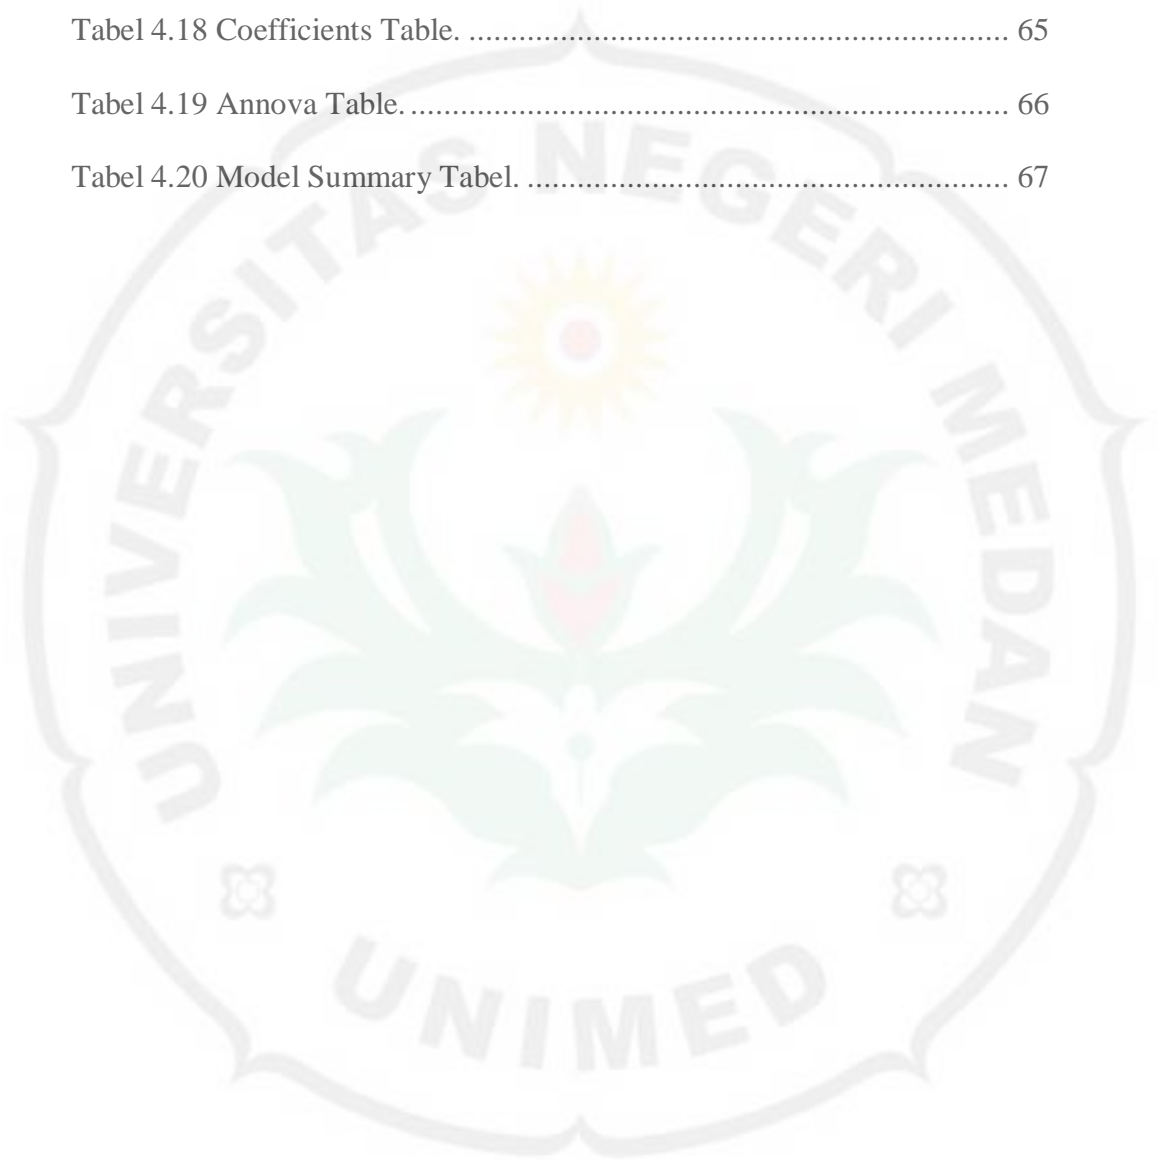 Tabel 4.18 Coefficients Table. .................................................................. 65
Tabel 4.19 Annova Table. ......................................................................... 66
Tabel 4.20 Model Summary Tabel. ........................................................... 67
UNIVERSITAS NEGERI MEDAN
UNIMED